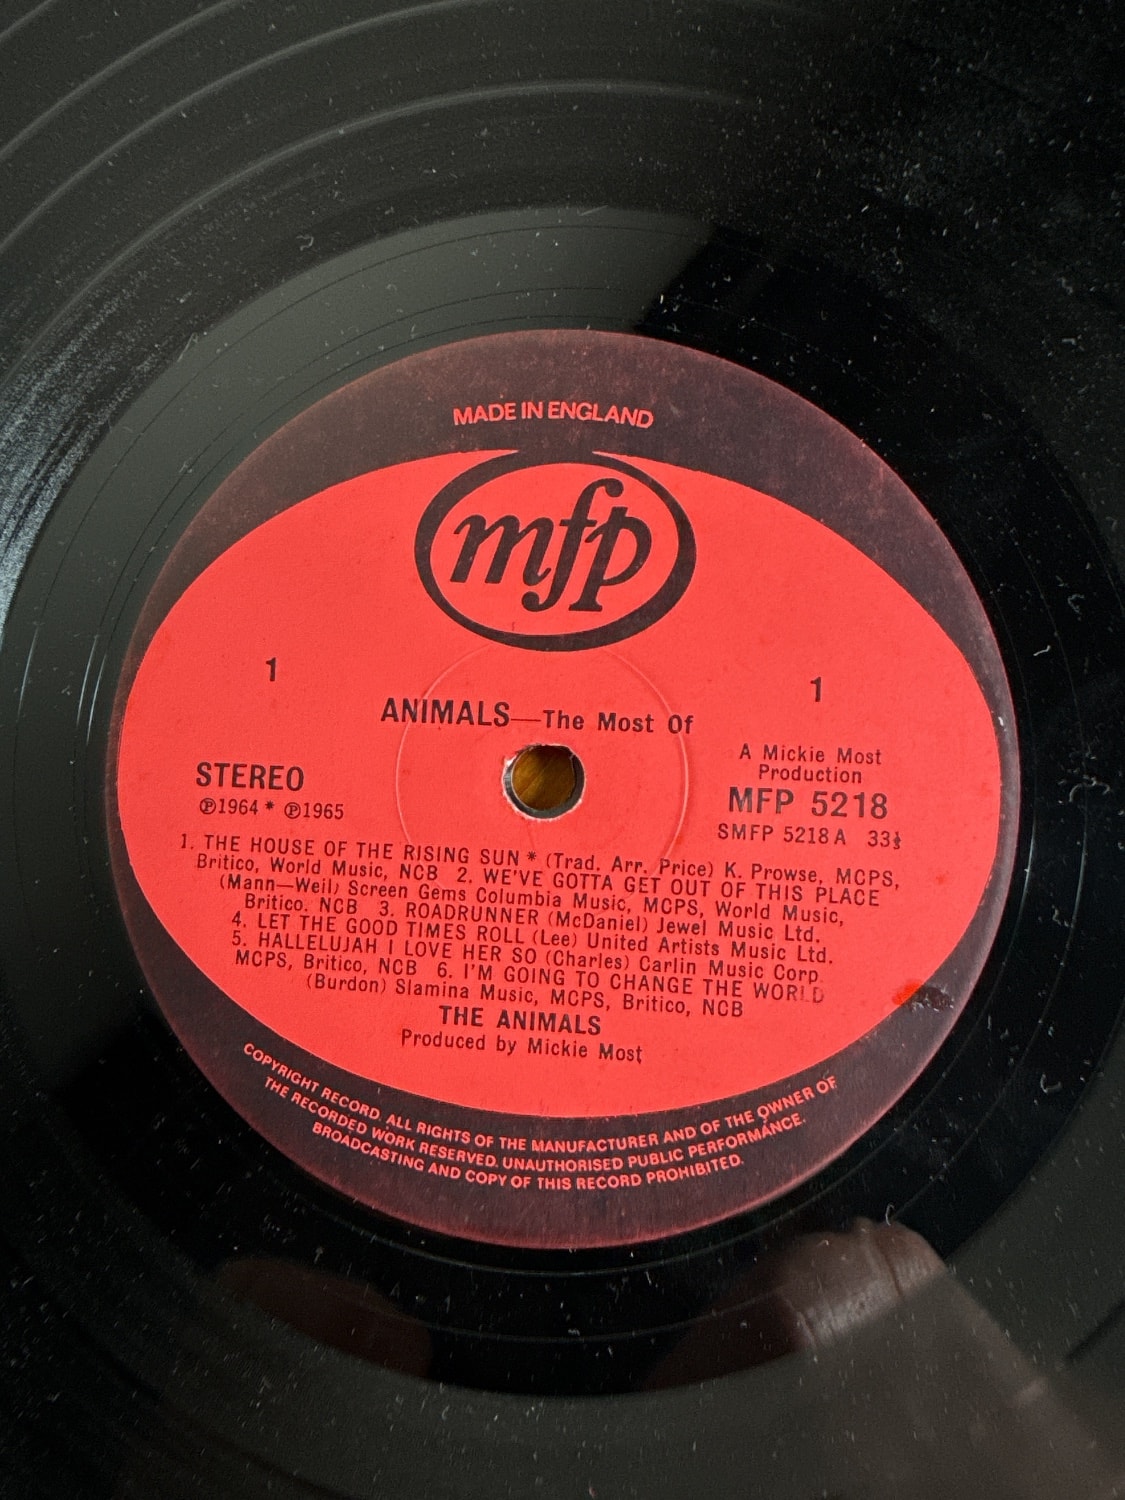 MADE IN ENGLAND
mfp
1
1
ANIMALS—The Most Of
A Mickie Most
Production
STEREO
MFP 5218
℗1964 * ℗1965
SMFP 5218 A 33⅓
1. THE HOUSE OF THE RISING SUN * (Trad. Arr. Price) K. Prowse, MCPS,
Britico, World Music, NCB 2. WE'VE GOTTA GET OUT OF THIS PLACE
(Mann—Weil) Screen Gems Columbia Music, MCPS, World Music,
Britico. NCB 3. ROADRUNNER (McDaniel) Jewel Music Ltd.
4. LET THE GOOD TIMES ROLL (Lee) United Artists Music Ltd.
5. HALLELUJAH I LOVE HER SO (Charles) Carlin Music Corp.
MCPS, Britico, NCB 6. I'M GOING TO CHANGE THE WORLD
(Burdon) Slamina Music, MCPS, Britico, NCB
THE ANIMALS
Produced by Mickie Most
COPYRIGHT RECORD. ALL RIGHTS OF THE MANUFACTURER AND OF THE OWNER OF
THE RECORDED WORK RESERVED. UNAUTHORISED PUBLIC PERFORMANCE.
BROADCASTING AND COPY OF THIS RECORD PROHIBITED.